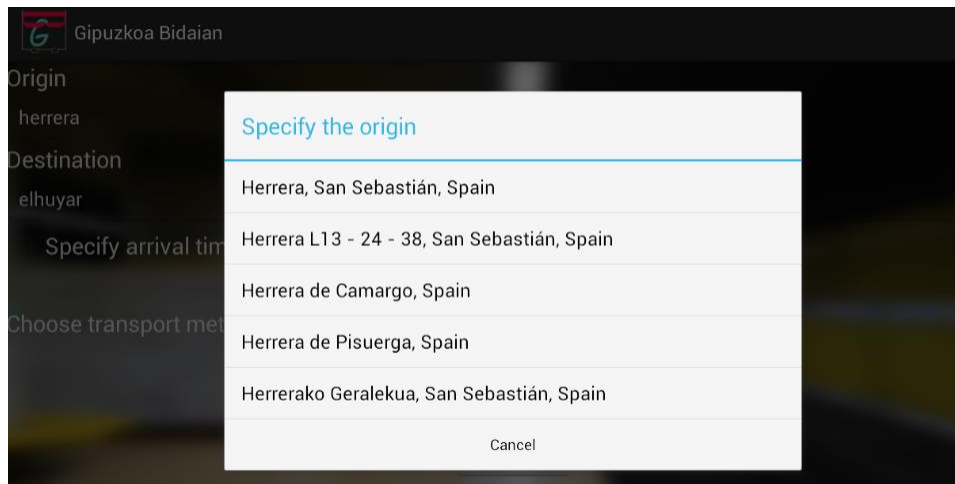 G Gipuzkoa Bidaian
Origin
herrera
Destination
elhuyar
Specify arrival tim
Choose transport met
Specify the origin
Herrera, San Sebastián, Spain
Herrera L13 - 24 - 38, San Sebastián, Spain
Herrera de Camargo, Spain
Herrera de Pisuerga, Spain
Herrerako Geralekua, San Sebastián, Spain
Cancel